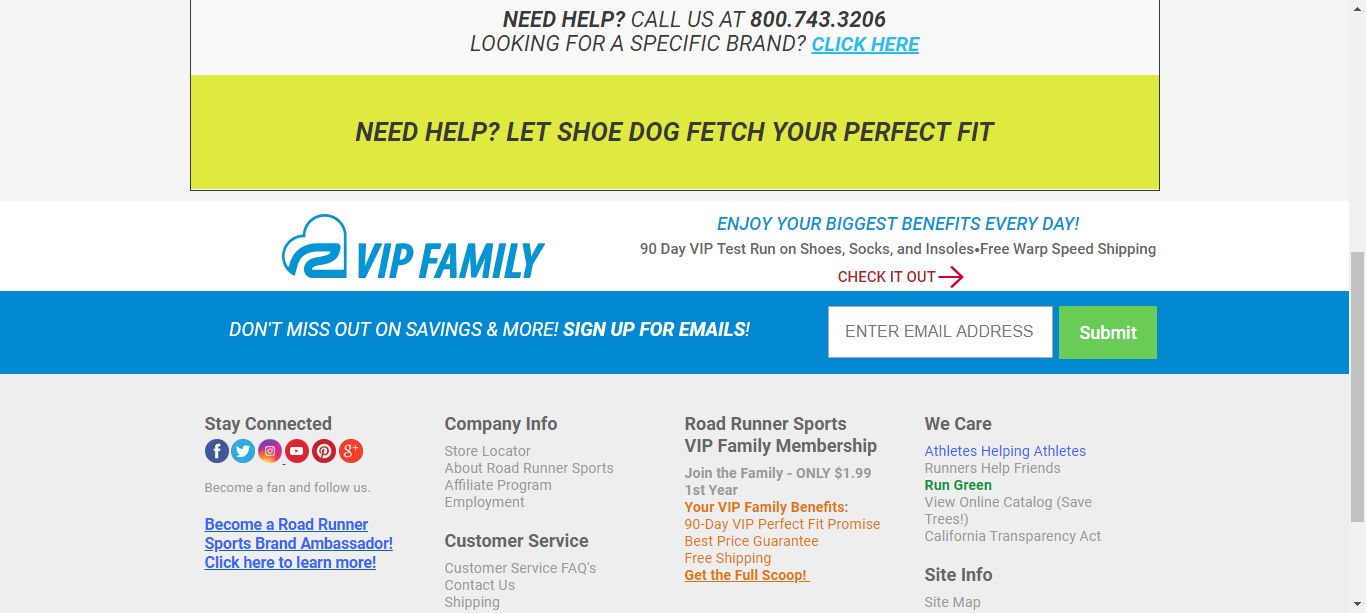 NEED HELP? CALL US AT 800.743.3206
LOOKING FOR A SPECIFIC BRAND? CLICK HERE
NEED HELP? LET SHOE DOG FETCH YOUR PERFECT FIT
VIP FAMILY
ENJOY YOUR BIGGEST BENEFITS EVERY DAY!
90 Day VIP Test Run on Shoes, Socks, and Insoles•Free Warp Speed Shipping
CHECK IT OUT
DON'T MISS OUT ON SAVINGS & MORE! SIGN UP FOR EMAILS!
ENTER EMAIL ADDRESS
Submit
Stay Connected
Become a fan and follow us.
Become a Road Runner
Sports Brand Ambassador!
Click here to learn more!
Company Info
Store Locator
About Road Runner Sports
Affiliate Program
Employment
Customer Service
Customer Service FAQ's
Contact Us
Shipping
Road Runner Sports
VIP Family Membership
Join the Family - ONLY $1.99
1st Year
Your VIP Family Benefits:
90-Day VIP Perfect Fit Promise
Best Price Guarantee
Free Shipping
Get the Full Scoop!
We Care
Athletes Helping Athletes
Runners Help Friends
Run Green
View Online Catalog (Save
Trees!)
California Transparency Act
Site Info
Site Map